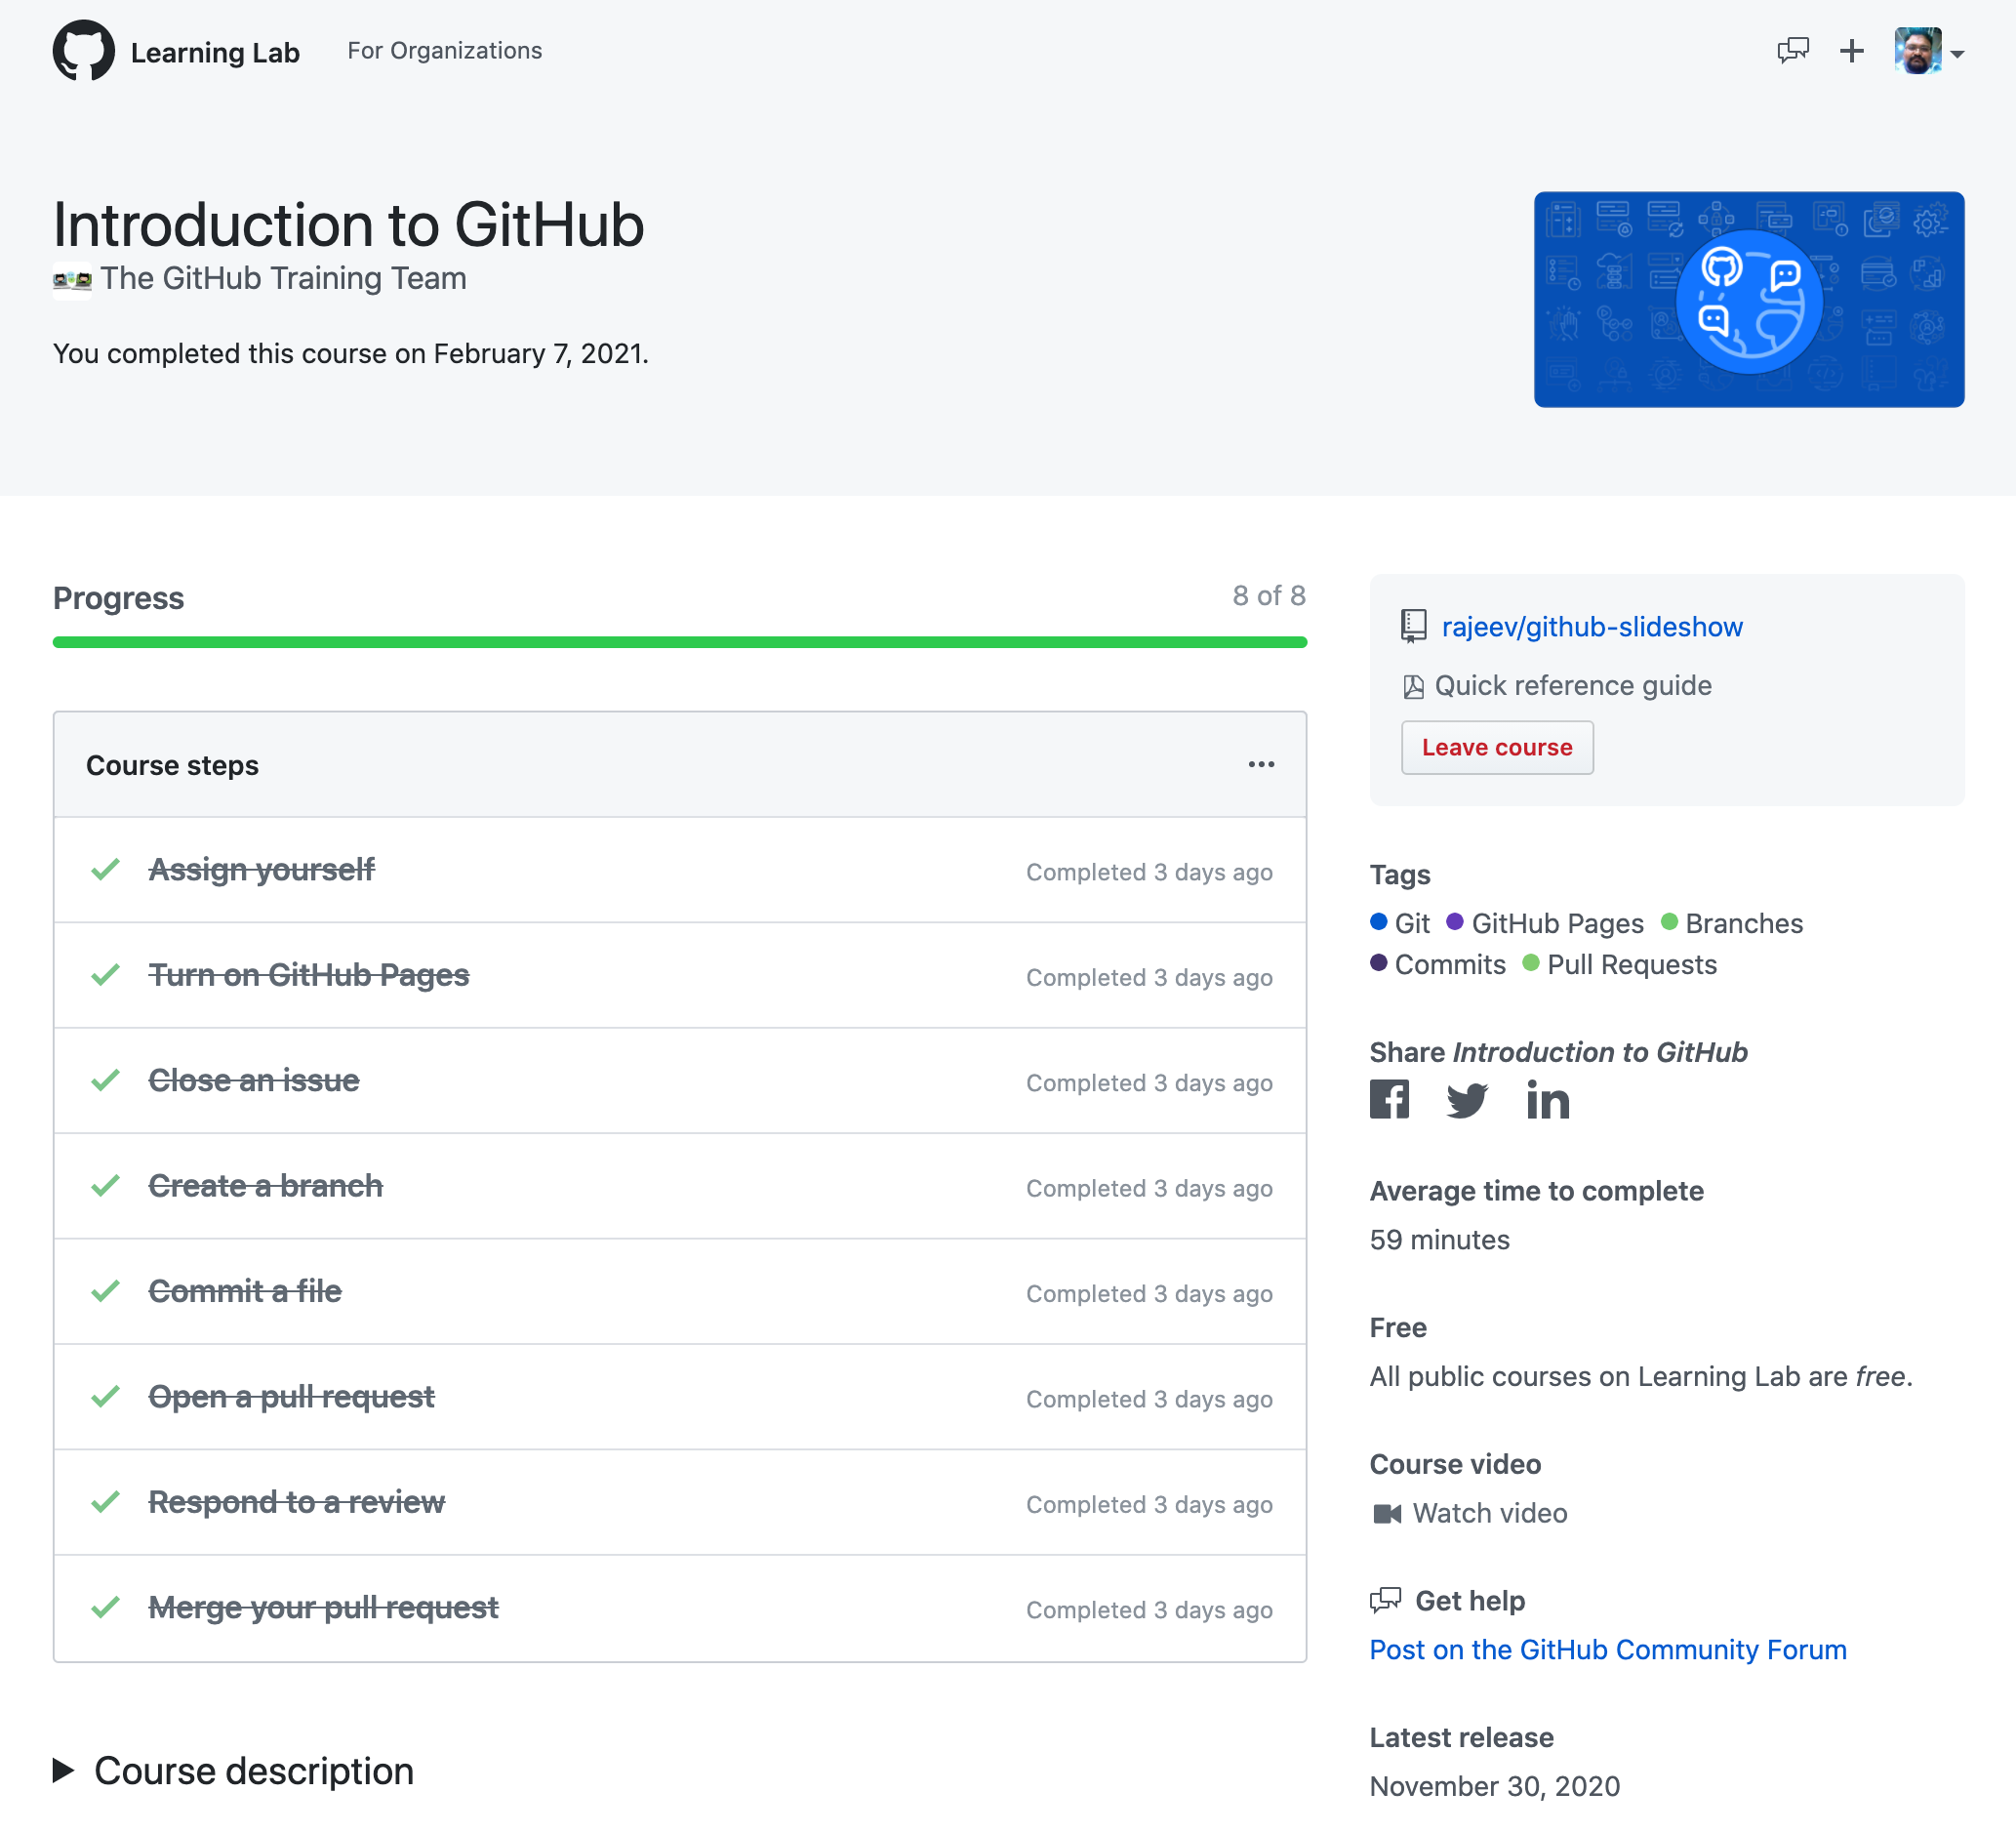 Learning Lab For Organizations
Introduction to GitHub
The GitHub Training Team
You completed this course on February 7, 2021.
Progress 8 of 8
Course steps
Assign yourself Completed 3 days ago
Turn on GitHub Pages Completed 3 days ago
Close an issue Completed 3 days ago
Create a branch Completed 3 days ago
Commit a file Completed 3 days ago
Open a pull request Completed 3 days ago
Respond to a review Completed 3 days ago
Merge your pull request Completed 3 days ago
Course description
rajeev/github-slideshow
Quick reference guide
Leave course
Tags
Git GitHub Pages Branches
Commits Pull Requests
Share Introduction to GitHub
Average time to complete
59 minutes
Free
All public courses on Learning Lab are free.
Course video
Watch video
Get help
Post on the GitHub Community Forum
Latest release
November 30, 2020